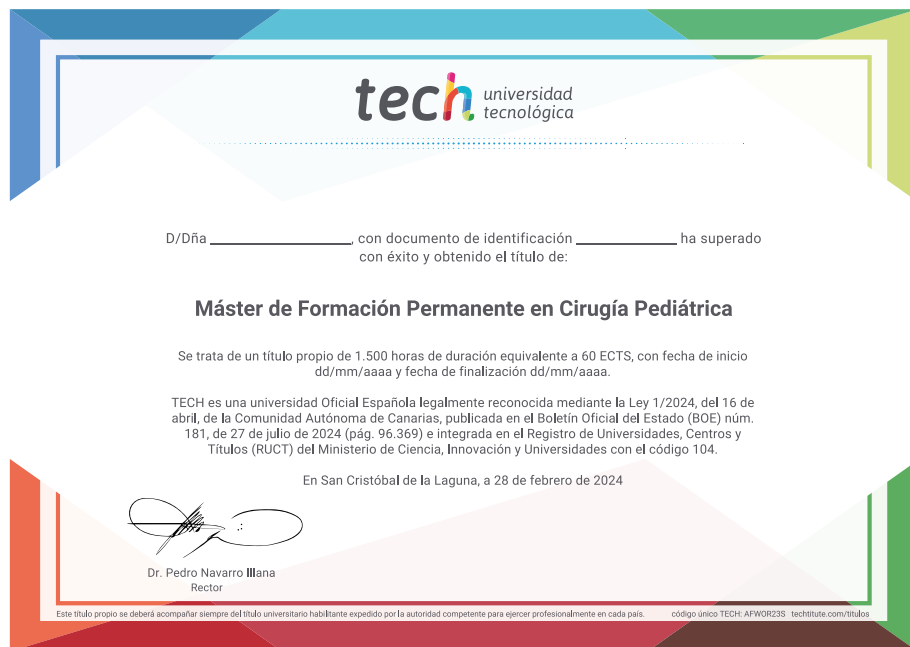 tech universidad
tecnológica
D/Dña ________________, con documento de identificación ____________ ha superado
con éxito y obtenido el título de:
Máster de Formación Permanente en Cirugía Pediátrica
Se trata de un título propio de 1.500 horas de duración equivalente a 60 ECTS, con fecha de inicio
dd/mm/aaaa y fecha de finalización dd/mm/aaaa.
TECH es una universidad Oficial Española legalmente reconocida mediante la Ley 1/2024, del 16 de
abril, de la Comunidad Autónoma de Canarias, publicada en el Boletín Oficial del Estado (BOE) núm.
181, de 27 de julio de 2024 (pág. 96.369) e integrada en el Registro de Universidades, Centros y
Títulos (RUCT) del Ministerio de Ciencia, Innovación y Universidades con el código 104.
En San Cristóbal de la Laguna, a 28 de febrero de 2024
Dr. Pedro Navarro Illana
Rector
Este título propio se deberá acompañar siempre del título universitario habilitante expedido por la autoridad competente para ejercer profesionalmente en cada país. código único TECH: AFWOR23S techtitute.com/titulos